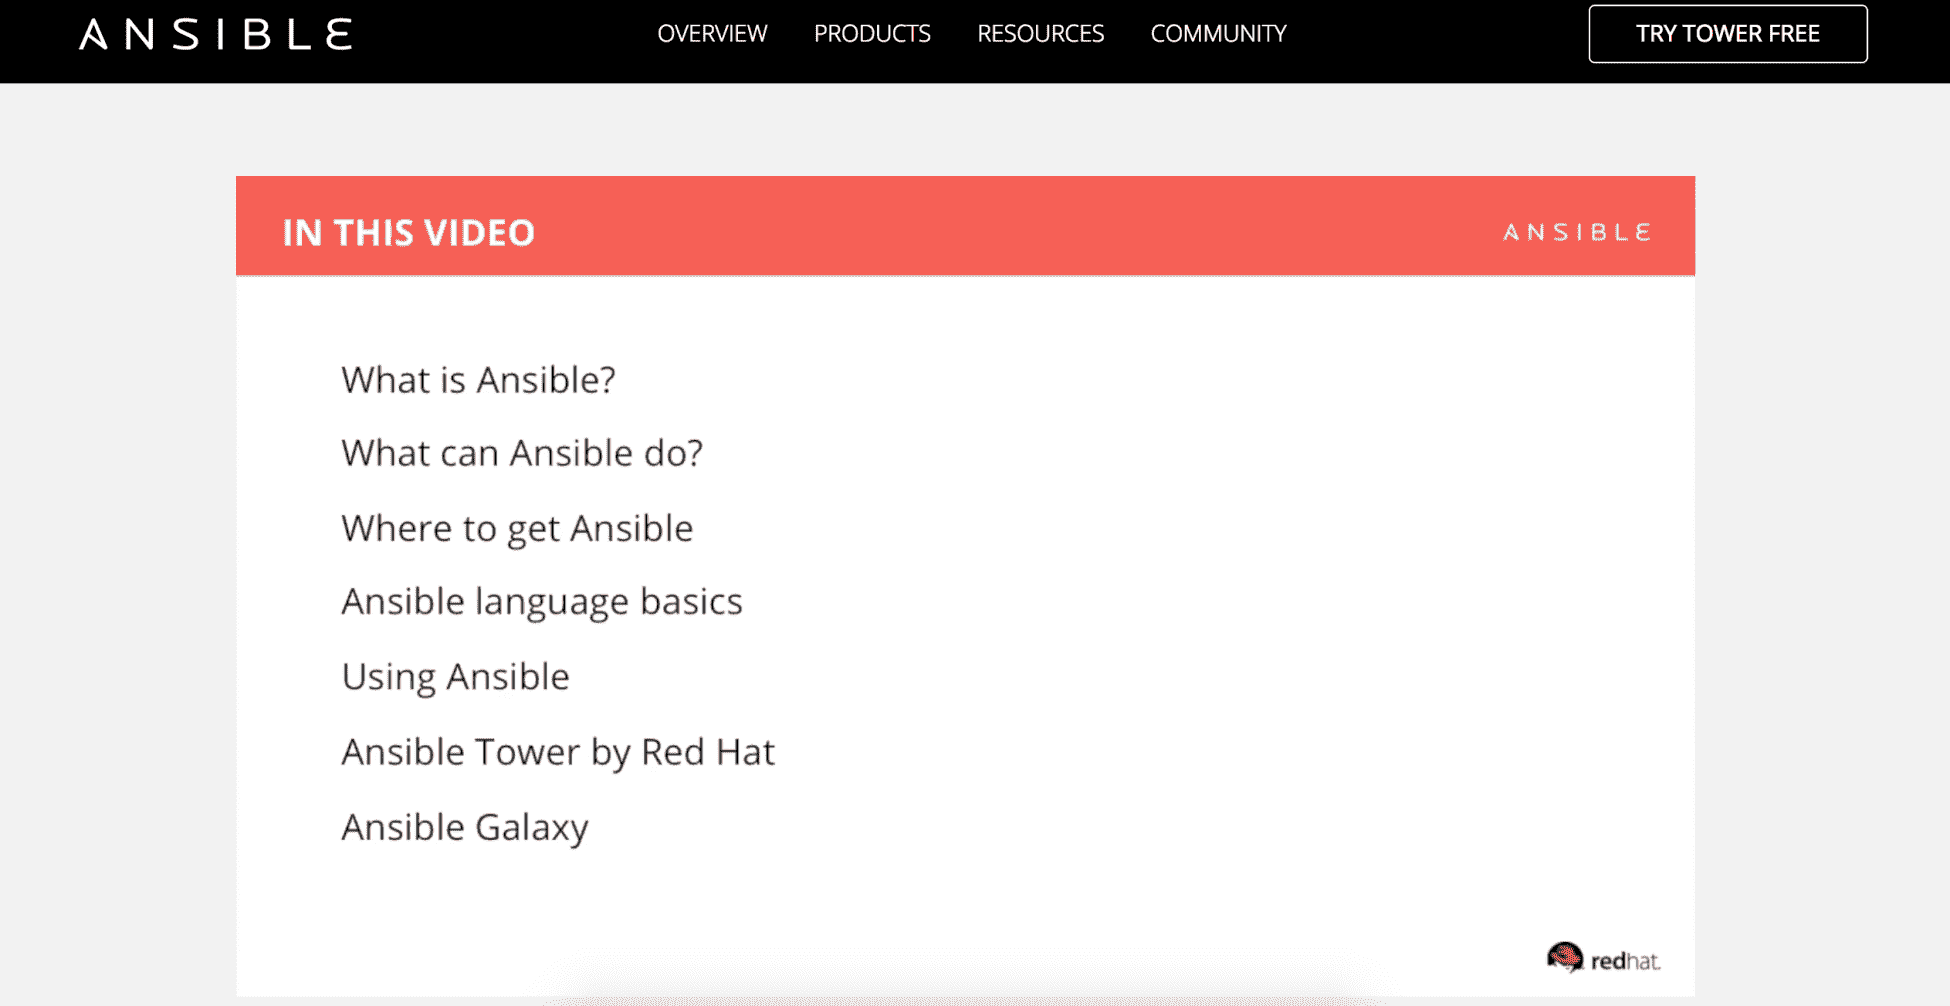 ANSIBLE
OVERVIEW PRODUCTS RESOURCES COMMUNITY
TRY TOWER FREE
IN THIS VIDEO
ANSIBLE
What is Ansible?
What can Ansible do?
Where to get Ansible
Ansible language basics
Using Ansible
Ansible Tower by Red Hat
Ansible Galaxy
redhat.